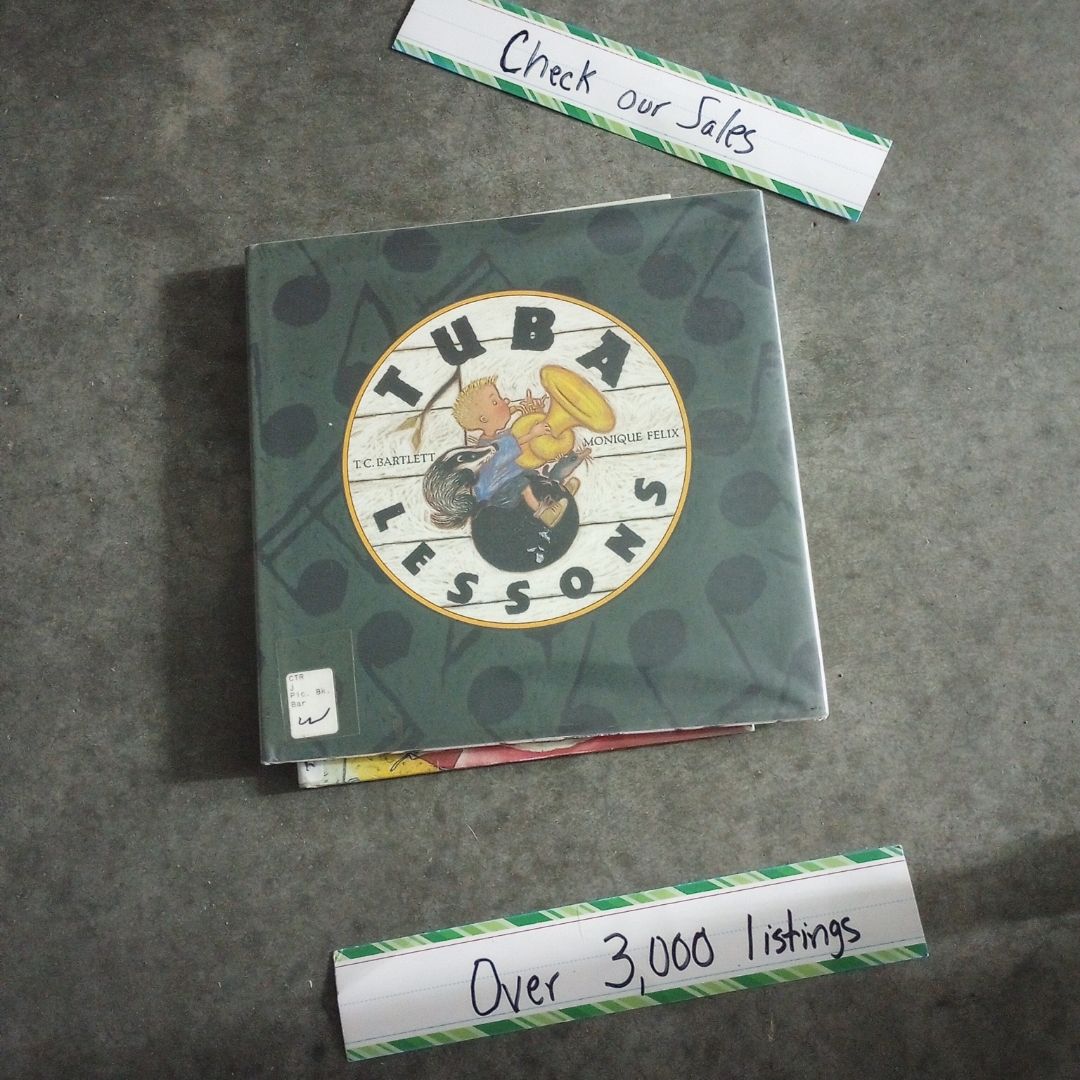 Check our Sales
TUBA
T.C. BARTLETT
MONIQUE FELIX
LESSONS
CTR
J
Pic. Bk.
Bar
W
Over 3,000 listings